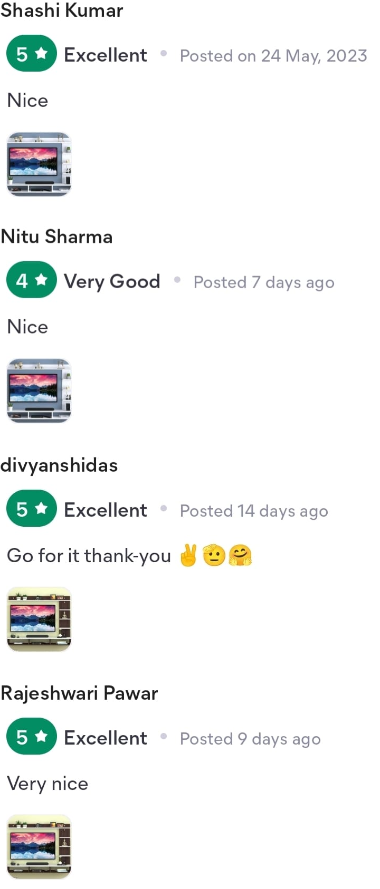 Shashi Kumar
5 ★ Excellent • Posted on 24 May, 2023
Nice
Nitu Sharma
4 ★ Very Good • Posted 7 days ago
Nice
divyanshidas
5 ★ Excellent • Posted 14 days ago
Go for it thank-you ✌️🫡🤗
Rajeshwari Pawar
5 ★ Excellent • Posted 9 days ago
Very nice